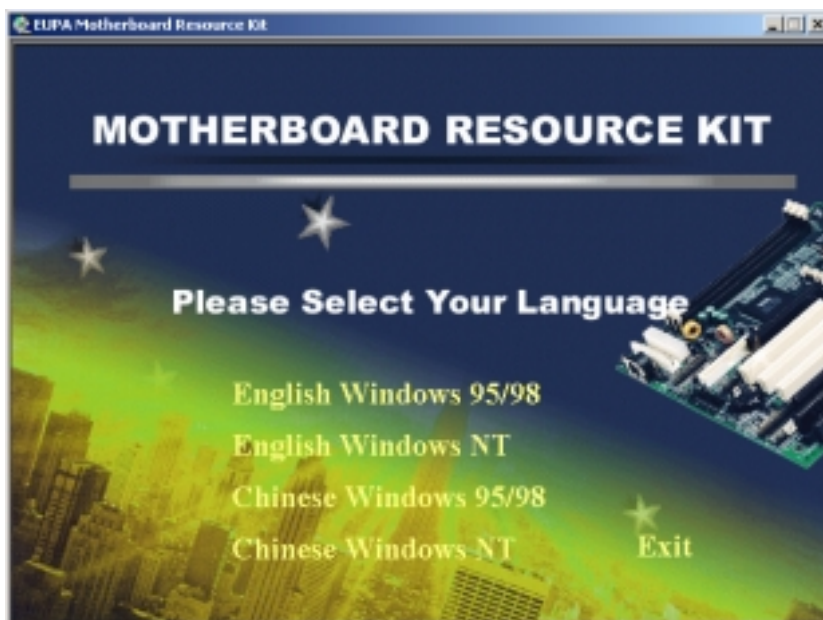 EUPA Motherboard Resource Kit
MOTHERBOARD RESOURCE KIT
Please Select Your Language
English Windows 95/98
English Windows NT
Chinese Windows 95/98
Chinese Windows NT
Exit